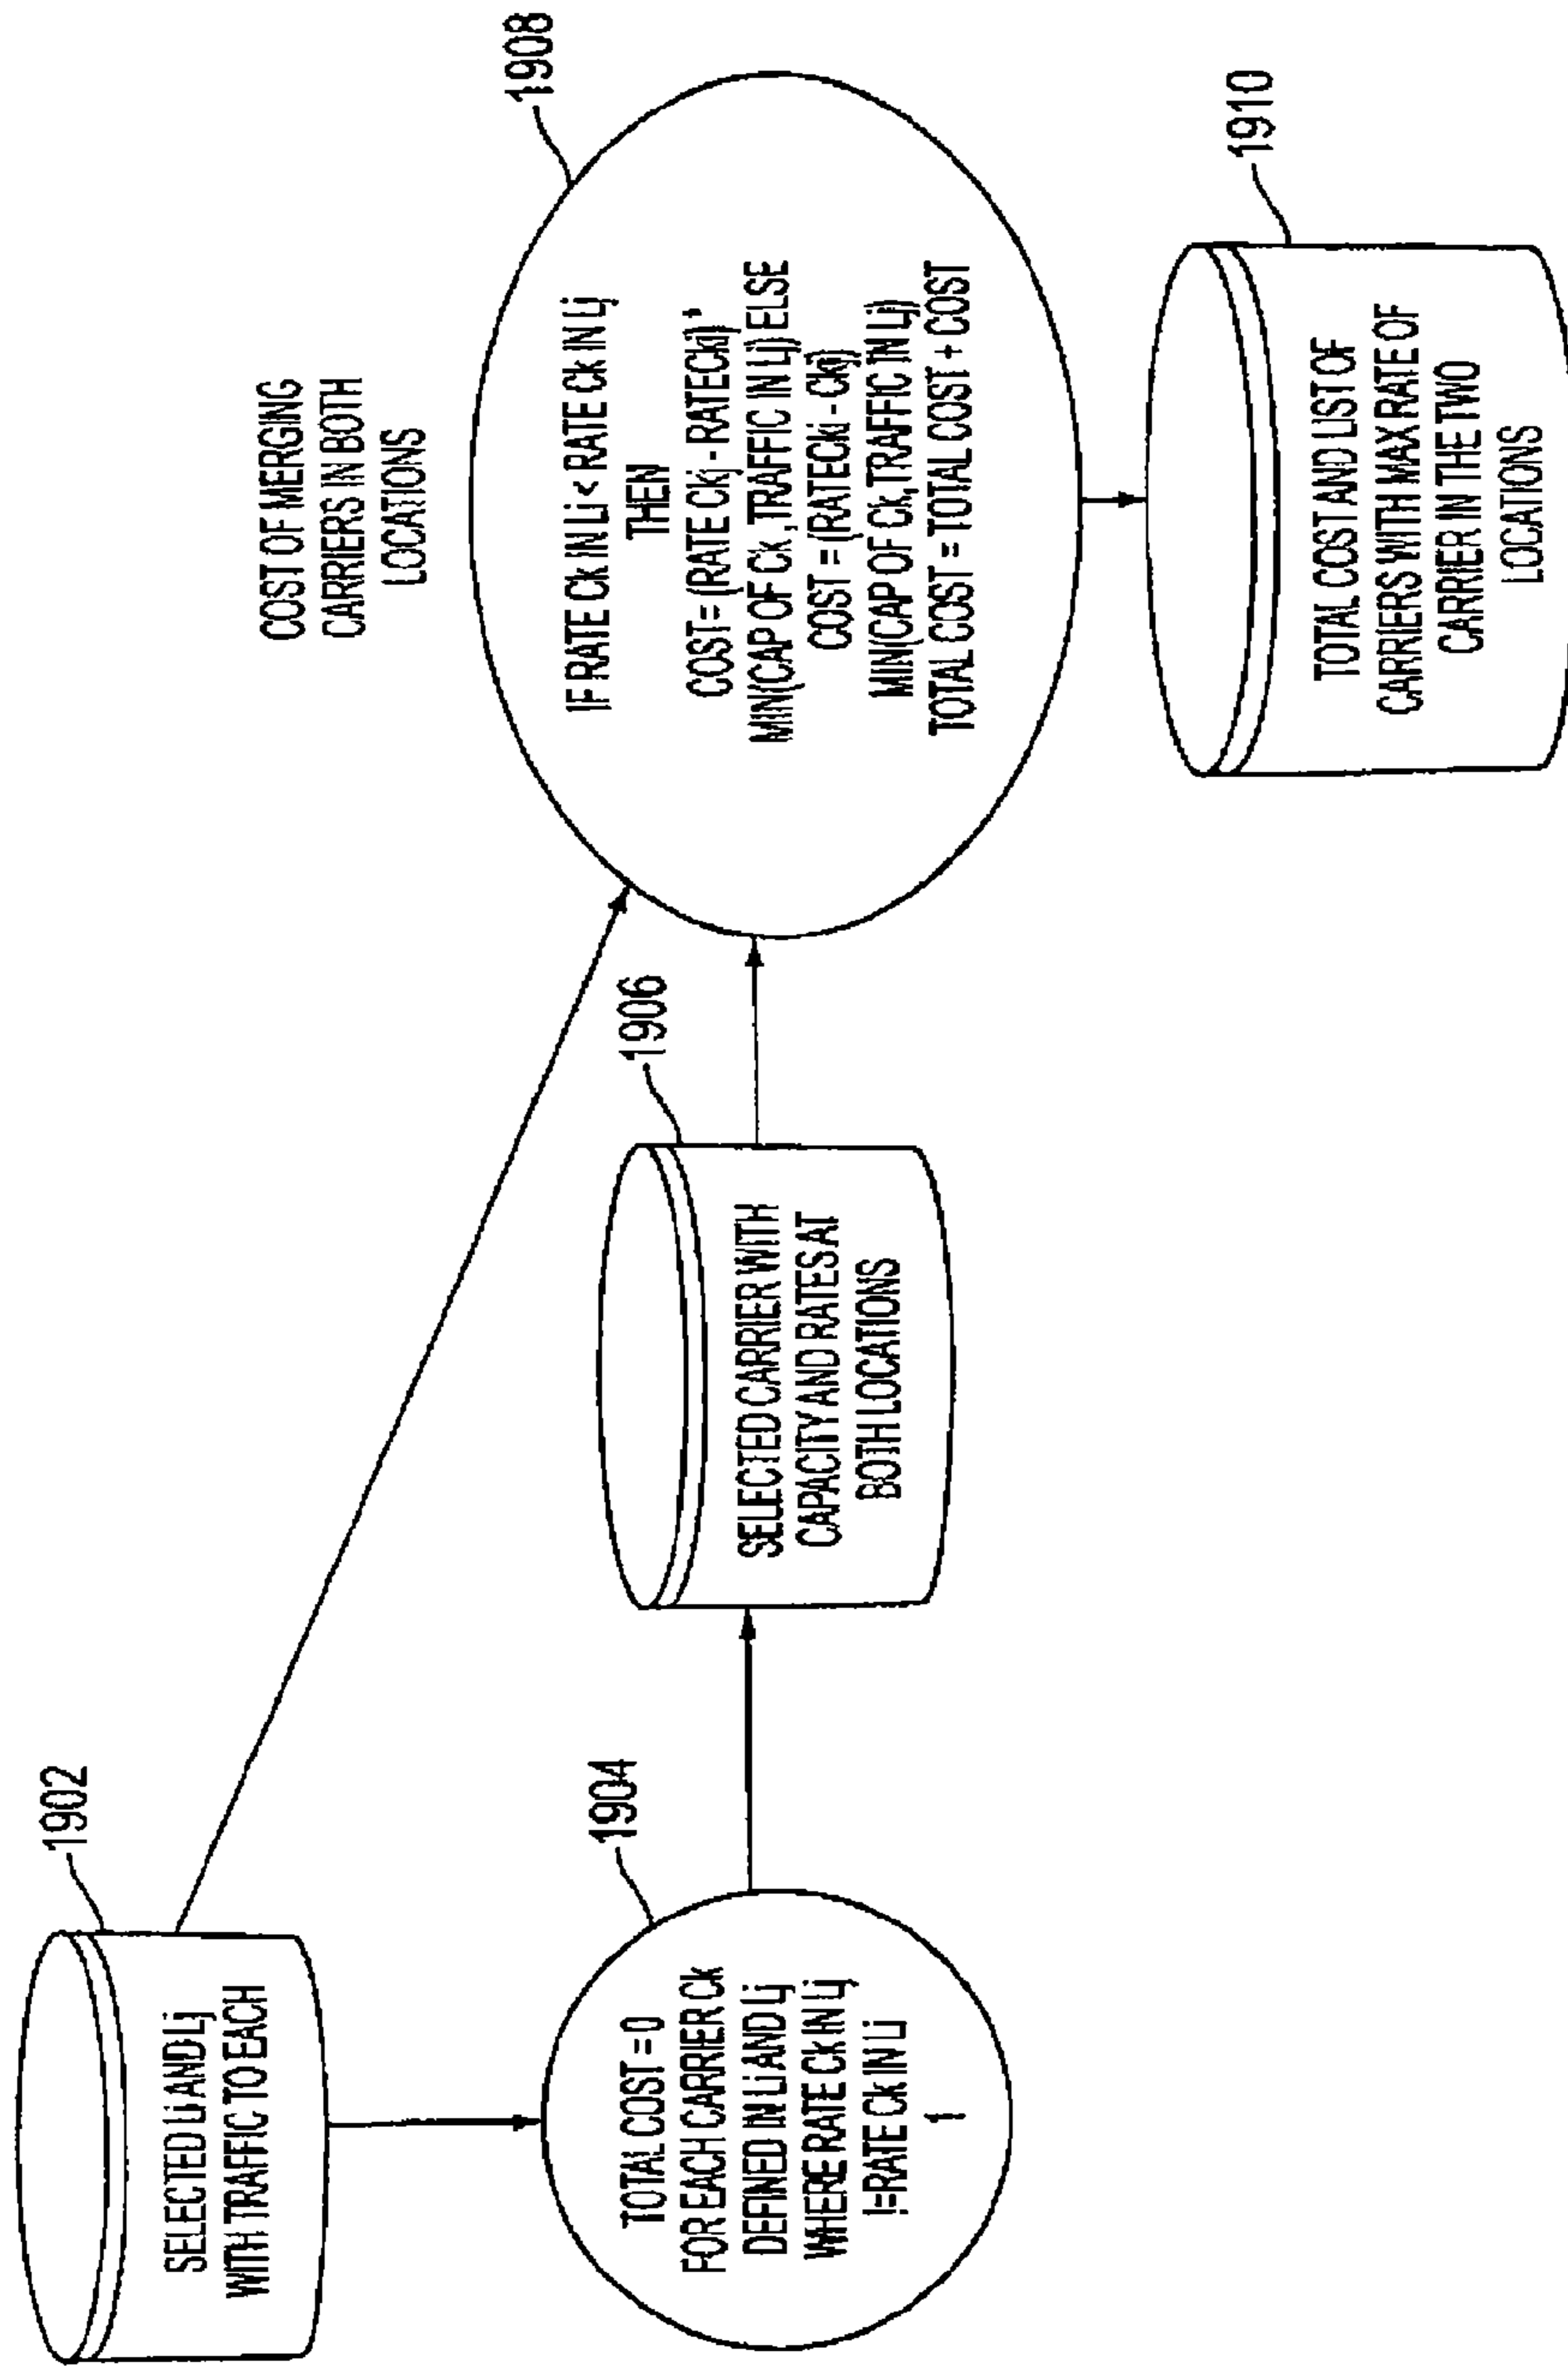 1902
SELECTED Li AND Lj
WITH TRAFFIC TO EACH
1904
TOTAL COST = 0
FOR EACH CARRIER CK
DEFINED IN Li AND Lj
WHERE RATE CK IN Lj
!=RATE CK IN Li
1906
SELECTED CARRIER WITH
CAPACITY AND RATES AT
BOTH LOCATIONS
COST OF MERGING
CARRIERS IN BOTH
LOCATIONS
1908
IF RATE CK IN Li < RATE CK IN Lj
THEN
COST= (RATE CKj - RATECKi) *
MIN(CAP OF CK, TRAFFIC IN Li) ELSE
COST = (RATECKi - CKj)
MIN(CAP OF CK, TRAFFIC IN Lj)
TOTAL COST = TOTAL COST + COST
1910
TOTAL COST AND LIST OF
CARRIERS WITH MAX RATE OF
CARRIER IN THE TWO
LOCATIONS